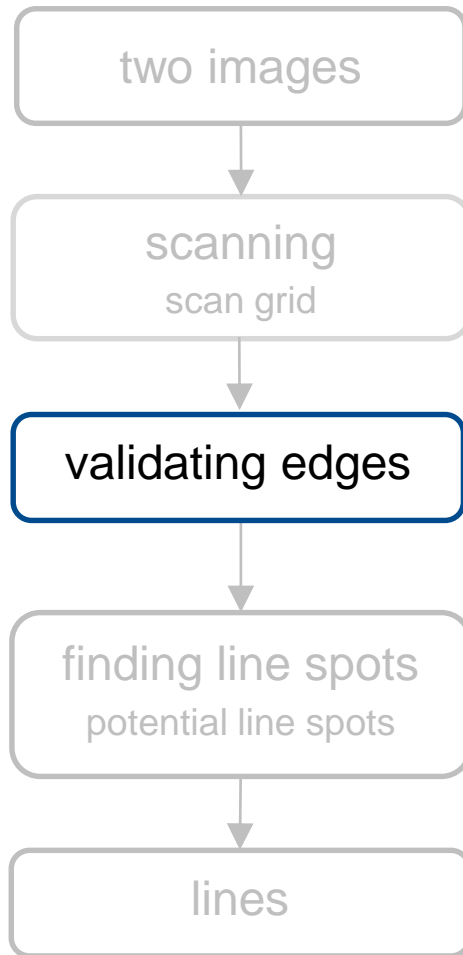 two images
scanning
scan grid
validating edges
finding line spots
potential line spots
lines